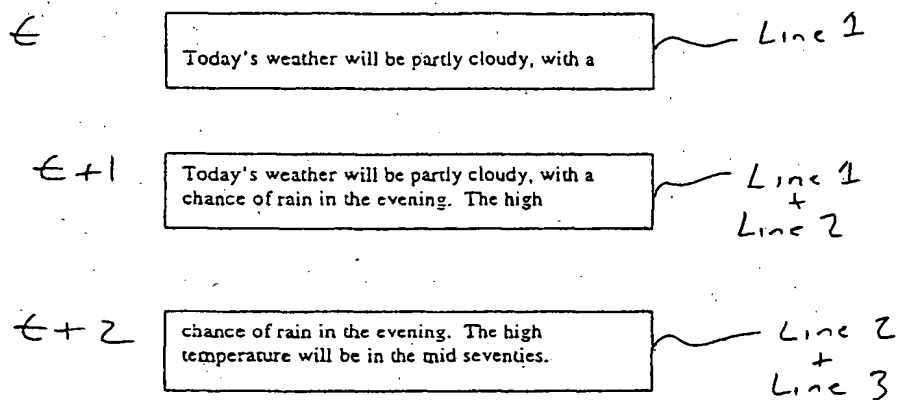 t
Today's weather will be partly cloudy, with a
Line 1
t+1
Today's weather will be partly cloudy, with a
chance of rain in the evening. The high
Line 1
+
Line 2
t+2
chance of rain in the evening. The high
temperature will be in the mid seventies.
Line 2
+
Line 3